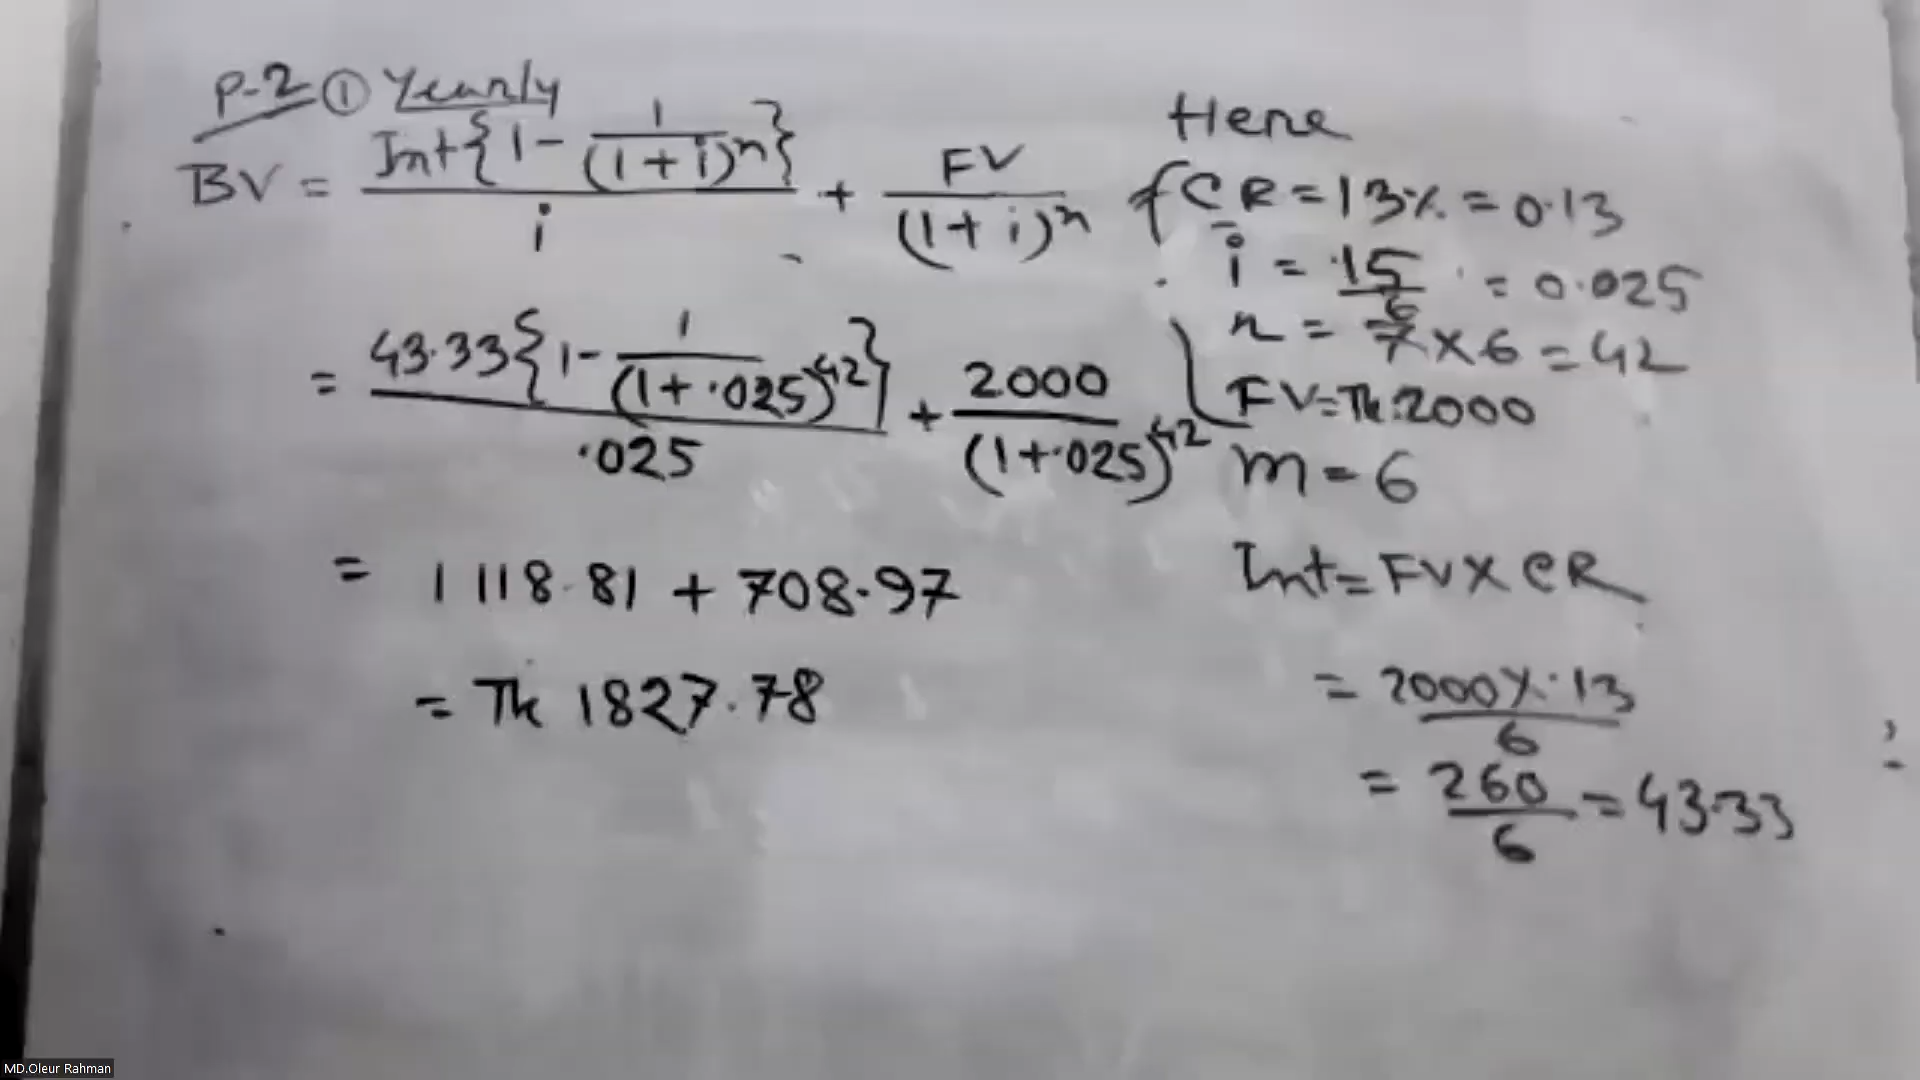 P-2 ① Yearly
BV = Int{1 - 1/(1+i)^n} / i + FV/(1+i)^n
= 43.33{1 - 1/(1+.025)^42} / .025 + 2000/(1+.025)^42
= 1118.81 + 708.97
= Tk 1827.78
Here
CR = 13% = 0.13
i = .15/6 = 0.025
n = 7×6 = 42
FV = Tk. 2000
m = 6
Int = FV X CR
= 2000×.13/6
= 260/6 = 43.33
MD.Oleur Rahman